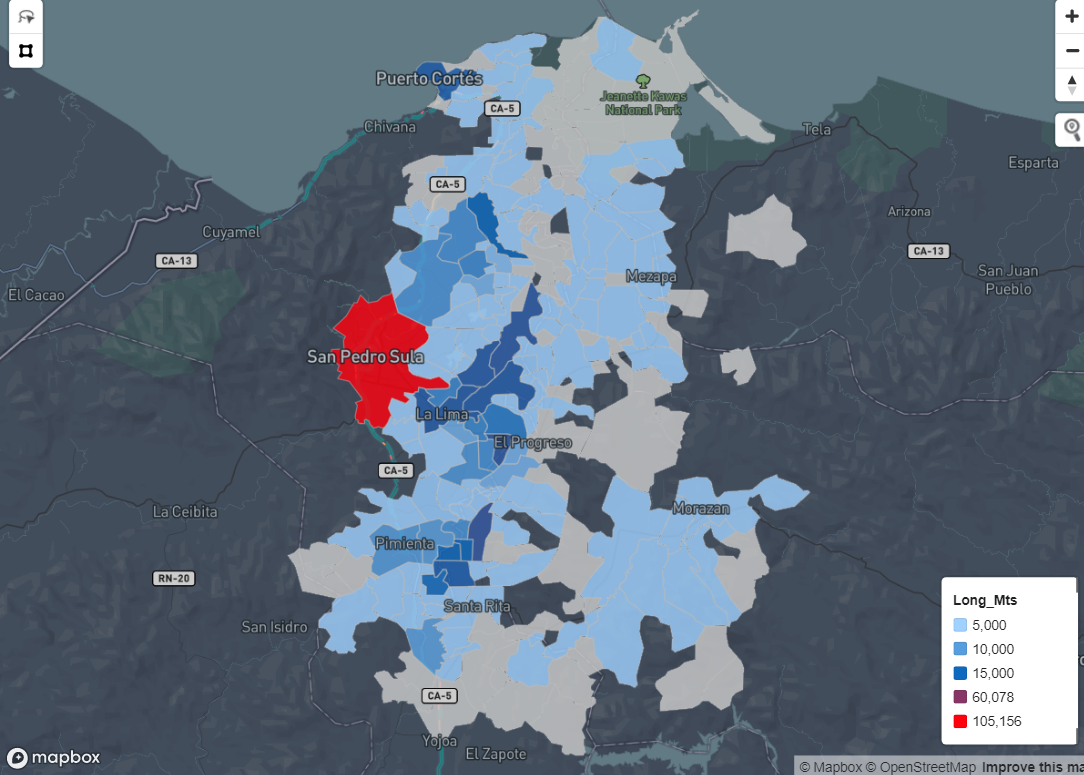 Puerto Cortés
CA-5
Jeanette Kawas
National Park
Chivana
Tela
Esparta
CA-5
Arizona
Cuyamel
CA-13
CA-13
San Juan
Pueblo
Mezapa
El Cacao
San Pedro Sula
La Lima
El Progreso
CA-5
La Ceibita
Morazan
Pimienta
RN-20
Santa Rita
San Isidro
CA-5
Yojoa
El Zapote
Long_Mts
5,000
10,000
15,000
60,078
105,156
mapbox
© Mapbox © OpenStreetMap Improve this ma